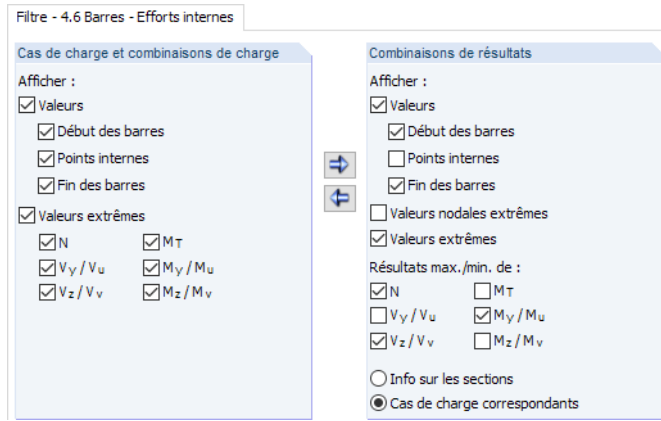 Filtre - 4.6 Barres - Efforts internes
Cas de charge et combinaisons de charge
Afficher :
Valeurs
Début des barres
Points internes
Fin des barres
Valeurs extrêmes
N MT
Vy / Vu My / Mu
Vz / Vv Mz / Mv
Combinaisons de résultats
Afficher :
Valeurs
Début des barres
Points internes
Fin des barres
Valeurs nodales extrêmes
Valeurs extrêmes
Résultats max./min. de :
N MT
Vy / Vu My / Mu
Vz / Vv Mz / Mv
Info sur les sections
Cas de charge correspondants